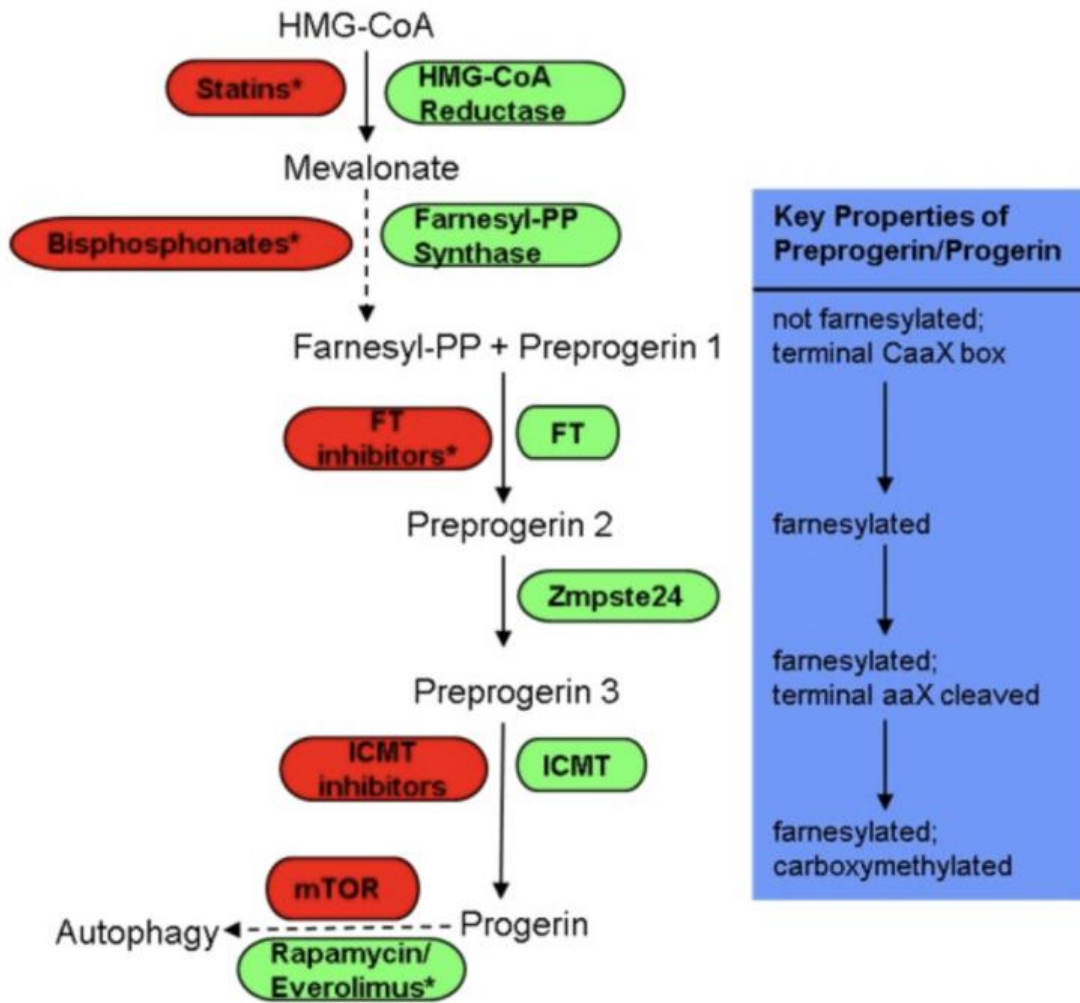 HMG-CoA
Statins*
HMG-CoA
Reductase
Mevalonate
Bisphosphonates*
Farnesyl-PP
Synthase
Farnesyl-PP + Preprogerin 1
FT
inhibitors*
FT
Preprogerin 2
Zmpste24
Preprogerin 3
ICMT
inhibitors
ICMT
mTOR
Autophagy
Progerin
Rapamycin/
Everolimus*
Key Properties of
Preprogerin/Progerin
not farnesylated;
terminal CaaX box
farnesylated
farnesylated;
terminal aaX cleaved
farnesylated;
carboxymethylated